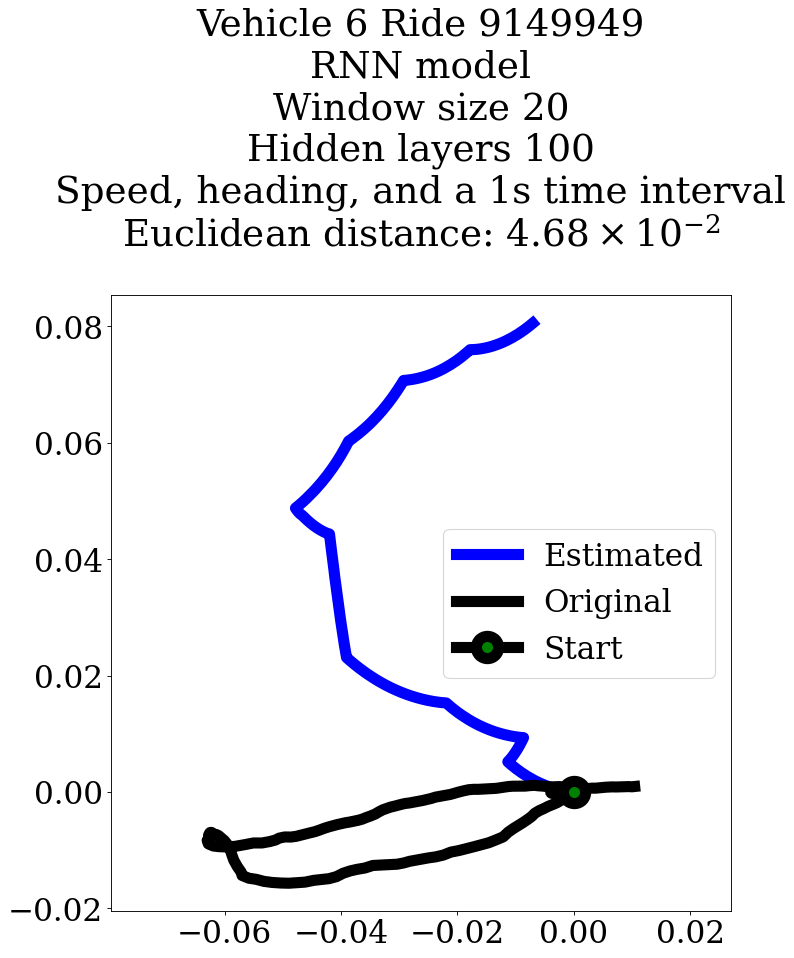 Vehicle 6 Ride 9149949
RNN model
Window size 20
Hidden layers 100
Speed, heading, and a 1s time interval
Euclidean distance: 4.68 × 10⁻²
0.08
0.06
0.04
0.02
0.00
−0.02
Estimated
Original
Start
−0.06 −0.04 −0.02 0.00 0.02